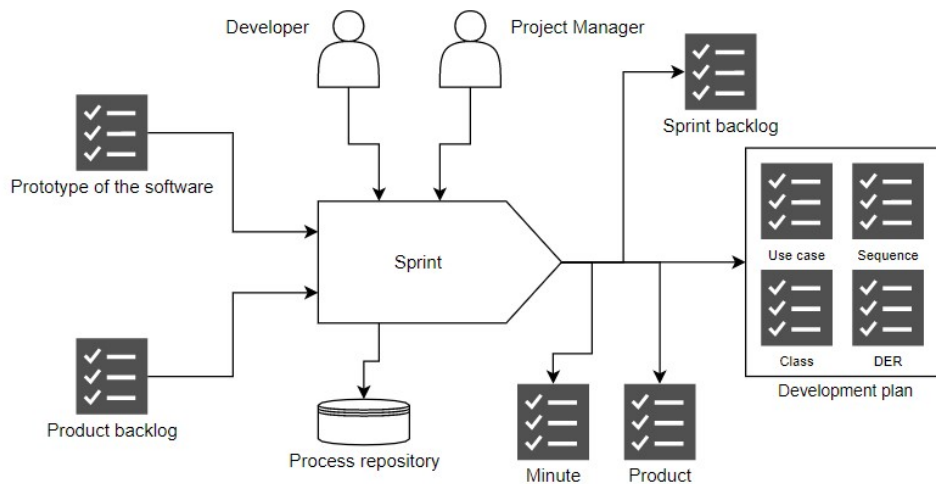 Developer
Project Manager
Sprint backlog
Prototype of the software
Sprint
Use case
Sequence
Class
DER
Development plan
Product backlog
Process repository
Minute
Product